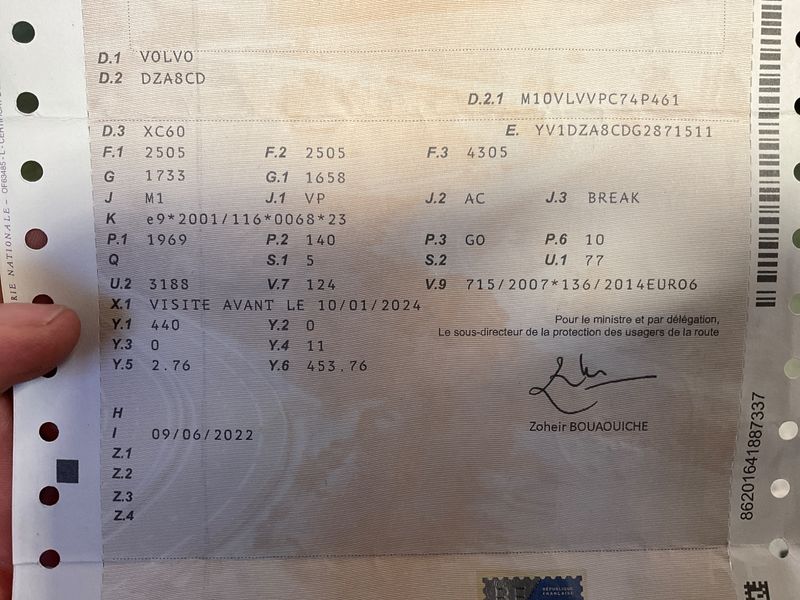 D.1 VOLVO
D.2 DZA8CD
D.2.1 M10VLVVPC74P461
D.3 XC60 E. YV1DZA8CDG2871511
F.1 2505 F.2 2505 F.3 4305
G 1733 G.1 1658
J M1 J.1 VP J.2 AC J.3 BREAK
K e9*2001/116*0068*23
P.1 1969 P.2 140 P.3 GO P.6 10
Q S.1 5 S.2 U.1 77
U.2 3188 V.7 124 V.9 715/2007*136/2014EURO6
X.1 VISITE AVANT LE 10/01/2024
Y.1 440 Y.2 0
Y.3 0 Y.4 11
Y.5 2.76 Y.6 453.76
Pour le ministre et par délégation,
Le sous-directeur de la protection des usagers de la route
Zoheir BOUAOUICHE
H
I 09/06/2022
Z.1
Z.2
Z.3
Z.4
86201641887337
RÉPUBLIQUE
FRANÇAISE